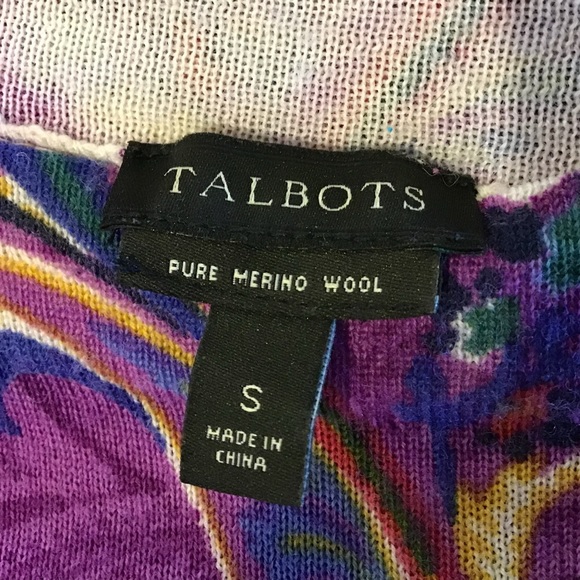 TALBOTS
PURE MERINO WOOL
S
MADE IN
CHINA